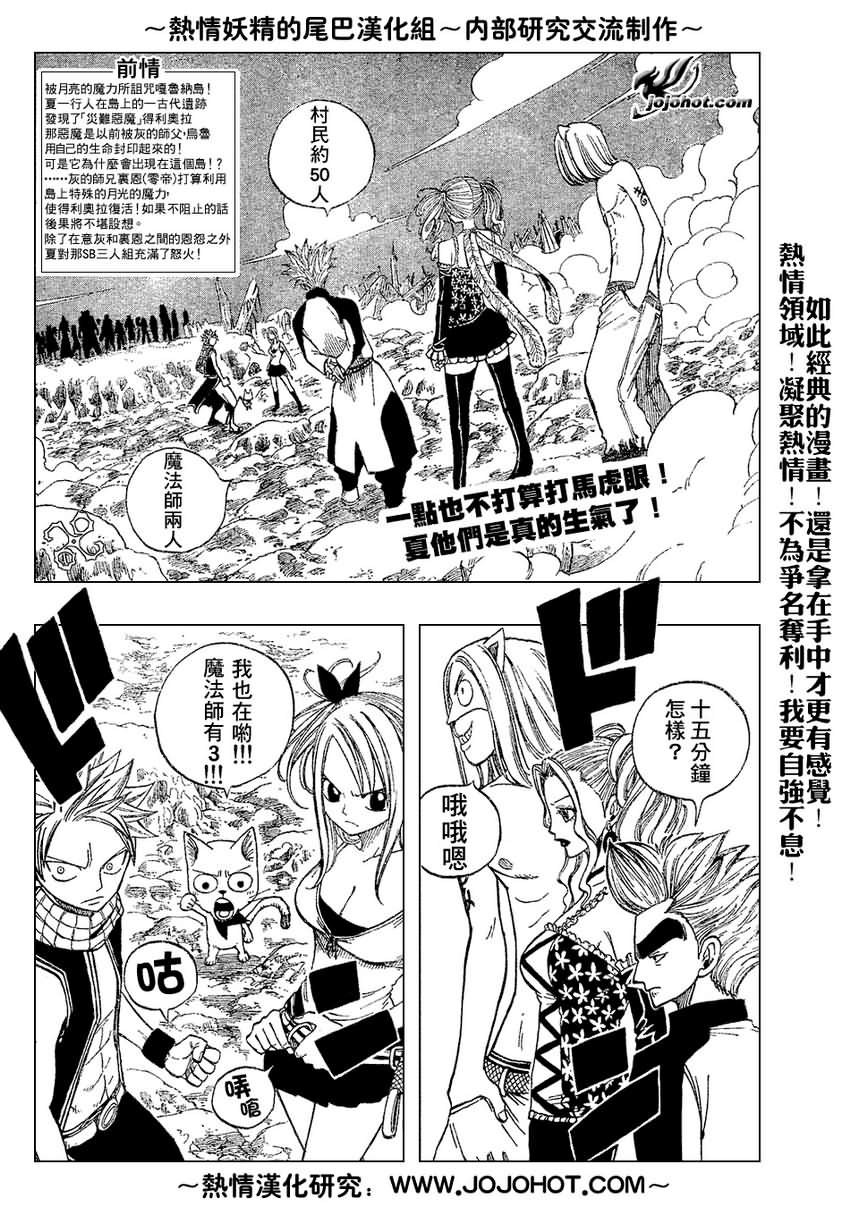 ～熱情妖精的尾巴漢化組～内部研究交流制作～
前情
被月亮的魔力所詛咒嘎魯納島！
夏一行人在島上的一古代遺跡
發現了「災難惡魔」得利奧拉
那惡魔是以前被灰的師父，烏魯
用自己的生命封印起來的！
可是它為什麼會出現在這個島！？
……灰的師兄裏恩（零帝）打算利用
島上特殊的月光的魔力，
使得利奧拉復活！如果不阻止的話
後果將不堪設想。
除了在意灰和裏恩之間的恩怨之外
夏對那SB三人組充滿了怒火！
jojohot.com
村民約
50
人
魔法師兩人
一點也不打算打馬虎眼！
夏他們是真的生氣了！
如此經典的漫畫！還是拿在手中才更有感覺！
熱情領域！凝聚熱情！不為爭名奪利！我要自強不息！
十五分鐘
怎樣？
哦哦嗯
ドド
我也在喲!!!
魔法師有3!!!
咕
哢嗆
ドド
～熱情漢化研究：WWW.JOJOHOT.COM～